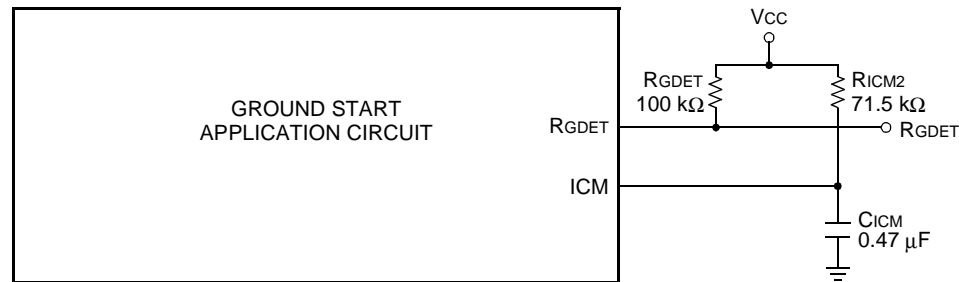 VCC
RGDET
100 kΩ
RICM2
71.5 kΩ
GROUND START
APPLICATION CIRCUIT
RGDET
RGDET
ICM
CICM
0.47 μF